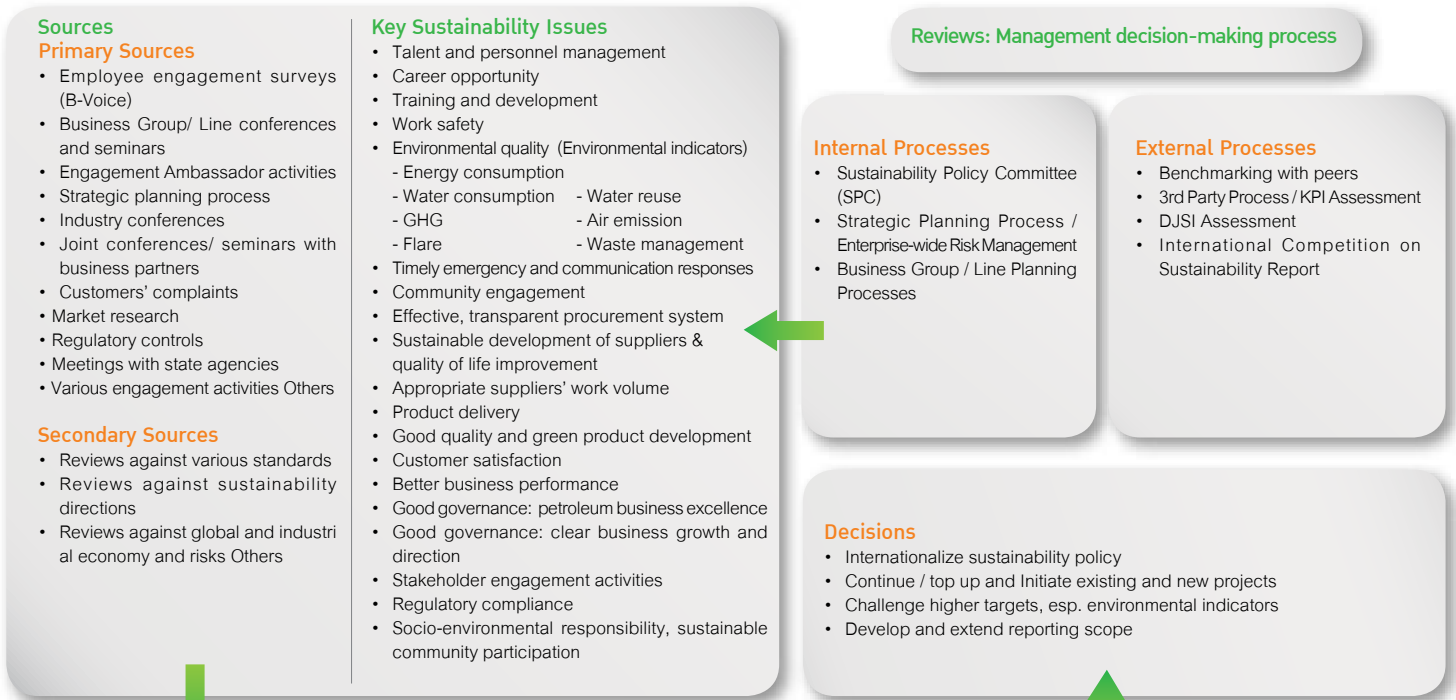 Sources
Primary Sources
• Employee engagement surveys
(B-Voice)
• Business Group/ Line conferences
and seminars
• Engagement Ambassador activities
• Strategic planning process
• Industry conferences
• Joint conferences/ seminars with
business partners
• Customers' complaints
• Market research
• Regulatory controls
• Meetings with state agencies
• Various engagement activities Others
Secondary Sources
• Reviews against various standards
• Reviews against sustainability
directions
• Reviews against global and industri
al economy and risks Others
Key Sustainability Issues
• Talent and personnel management
• Career opportunity
• Training and development
• Work safety
• Environmental quality (Environmental indicators)
- Energy consumption
- Water consumption - Water reuse
- GHG - Air emission
- Flare - Waste management
• Timely emergency and communication responses
• Community engagement
• Effective, transparent procurement system
• Sustainable development of suppliers &
quality of life improvement
• Appropriate suppliers' work volume
• Product delivery
• Good quality and green product development
• Customer satisfaction
• Better business performance
• Good governance: petroleum business excellence
• Good governance: clear business growth and
direction
• Stakeholder engagement activities
• Regulatory compliance
• Socio-environmental responsibility, sustainable
community participation
Reviews: Management decision-making process
Internal Processes
• Sustainability Policy Committee
(SPC)
• Strategic Planning Process /
Enterprise-wide Risk Management
• Business Group / Line Planning
Processes
External Processes
• Benchmarking with peers
• 3rd Party Process / KPI Assessment
• DJSI Assessment
• International Competition on
Sustainability Report
Decisions
• Internationalize sustainability policy
• Continue / top up and Initiate existing and new projects
• Challenge higher targets, esp. environmental indicators
• Develop and extend reporting scope